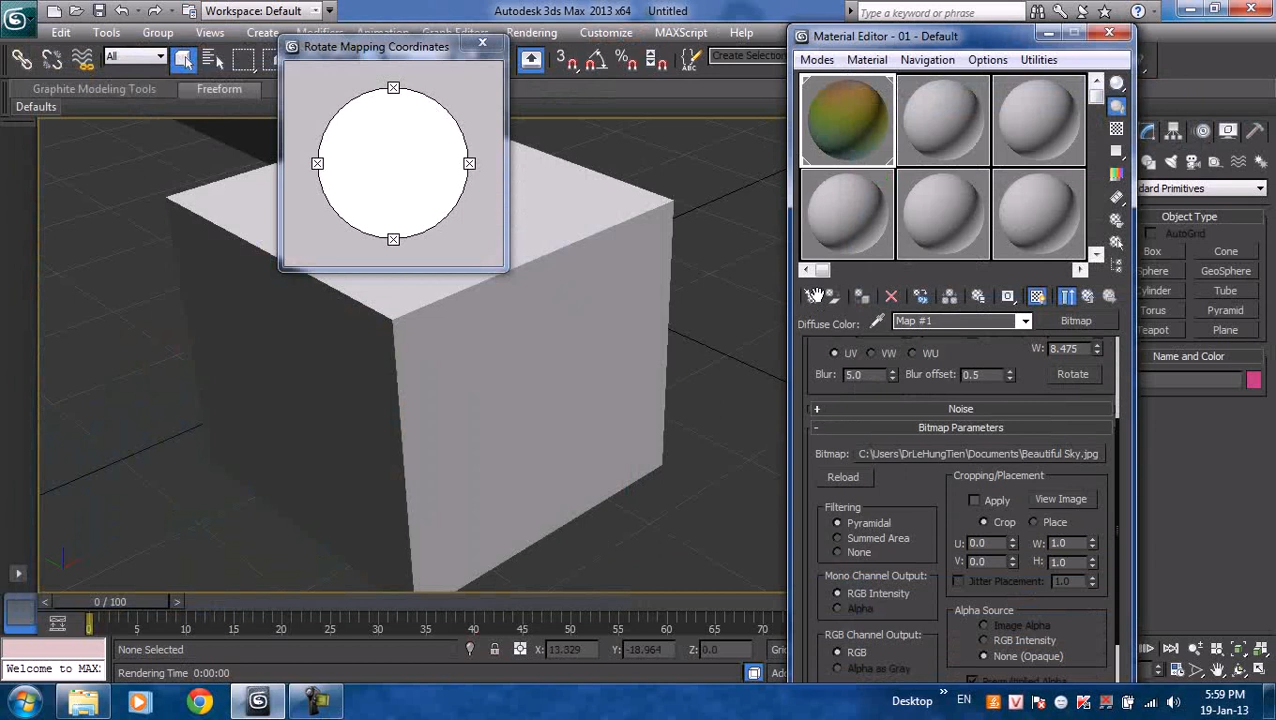 Workspace: Default
Autodesk 3ds Max 2013 x64 Untitled
Type a keyword or phrase
Edit Tools Group Rendering Customize MAXScript Help
All
Create Selection
Graphite Modeling Tools Freeform
Defaults
Rotate Mapping Coordinates
Material Editor - 01 - Default
Modes Material Navigation Options Utilities
Diffuse Color: Map #1 Bitmap
UV VW WU W: 8.475
Blur: 5.0 Blur offset: 0.5 Rotate
+ Noise
- Bitmap Parameters
Bitmap: C:\Users\DrLeHungTien\Documents\Beautiful Sky.jpg
Reload
Cropping/Placement
Apply View Image
Crop Place
U: 0.0 W: 1.0
V: 0.0 H: 1.0
Jitter Placement: 1.0
Filtering
Pyramidal
Summed Area
None
Mono Channel Output:
RGB Intensity
Alpha
RGB Channel Output:
RGB
Alpha as Gray
Alpha Source
Image Alpha
RGB Intensity
None (Opaque)
Premultiplied Alpha
dard Primitives
Object Type
AutoGrid
Box Cone
Sphere GeoSphere
Cylinder Tube
Torus Pyramid
Teapot Plane
Name and Color
< 0 / 100 >
0 5 10 15 20 25 30 35 40 45 50 55 60 65 70
None Selected X: 13.329 Y: -18.964 Z: 0.0
Welcome to MAX Rendering Time 0:00:00
Desktop EN 5:59 PM
19-Jan-13